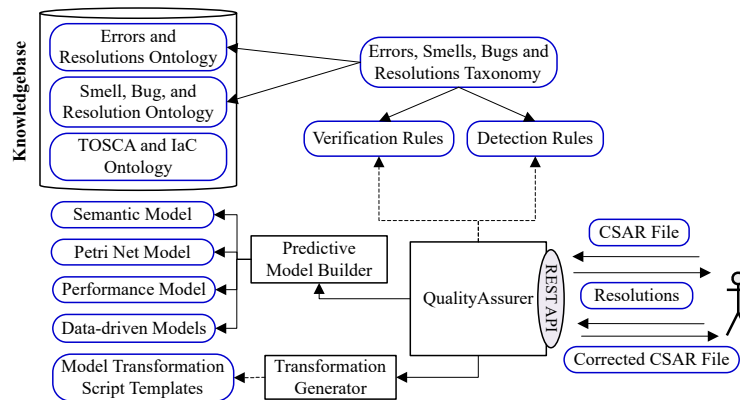 Knowledgebase
Errors and
Resolutions Ontology
Smell, Bug, and
Resolution Ontology
TOSCA and IaC
Ontology
Errors, Smells, Bugs and
Resolutions Taxonomy
Verification Rules
Detection Rules
Semantic Model
Petri Net Model
Performance Model
Data-driven Models
Model Transformation
Script Templates
Predictive
Model Builder
Transformation
Generator
QualityAssurer
REST API
CSAR File
Resolutions
Corrected CSAR File